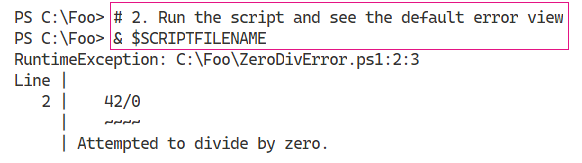 PS C:\Foo> # 2. Run the script and see the default error view
PS C:\Foo> & $SCRIPTFILENAME
RuntimeException: C:\Foo\ZeroDivError.ps1:2:3
Line |
   2 |    42/0
     |    ~~~~
     | Attempted to divide by zero.